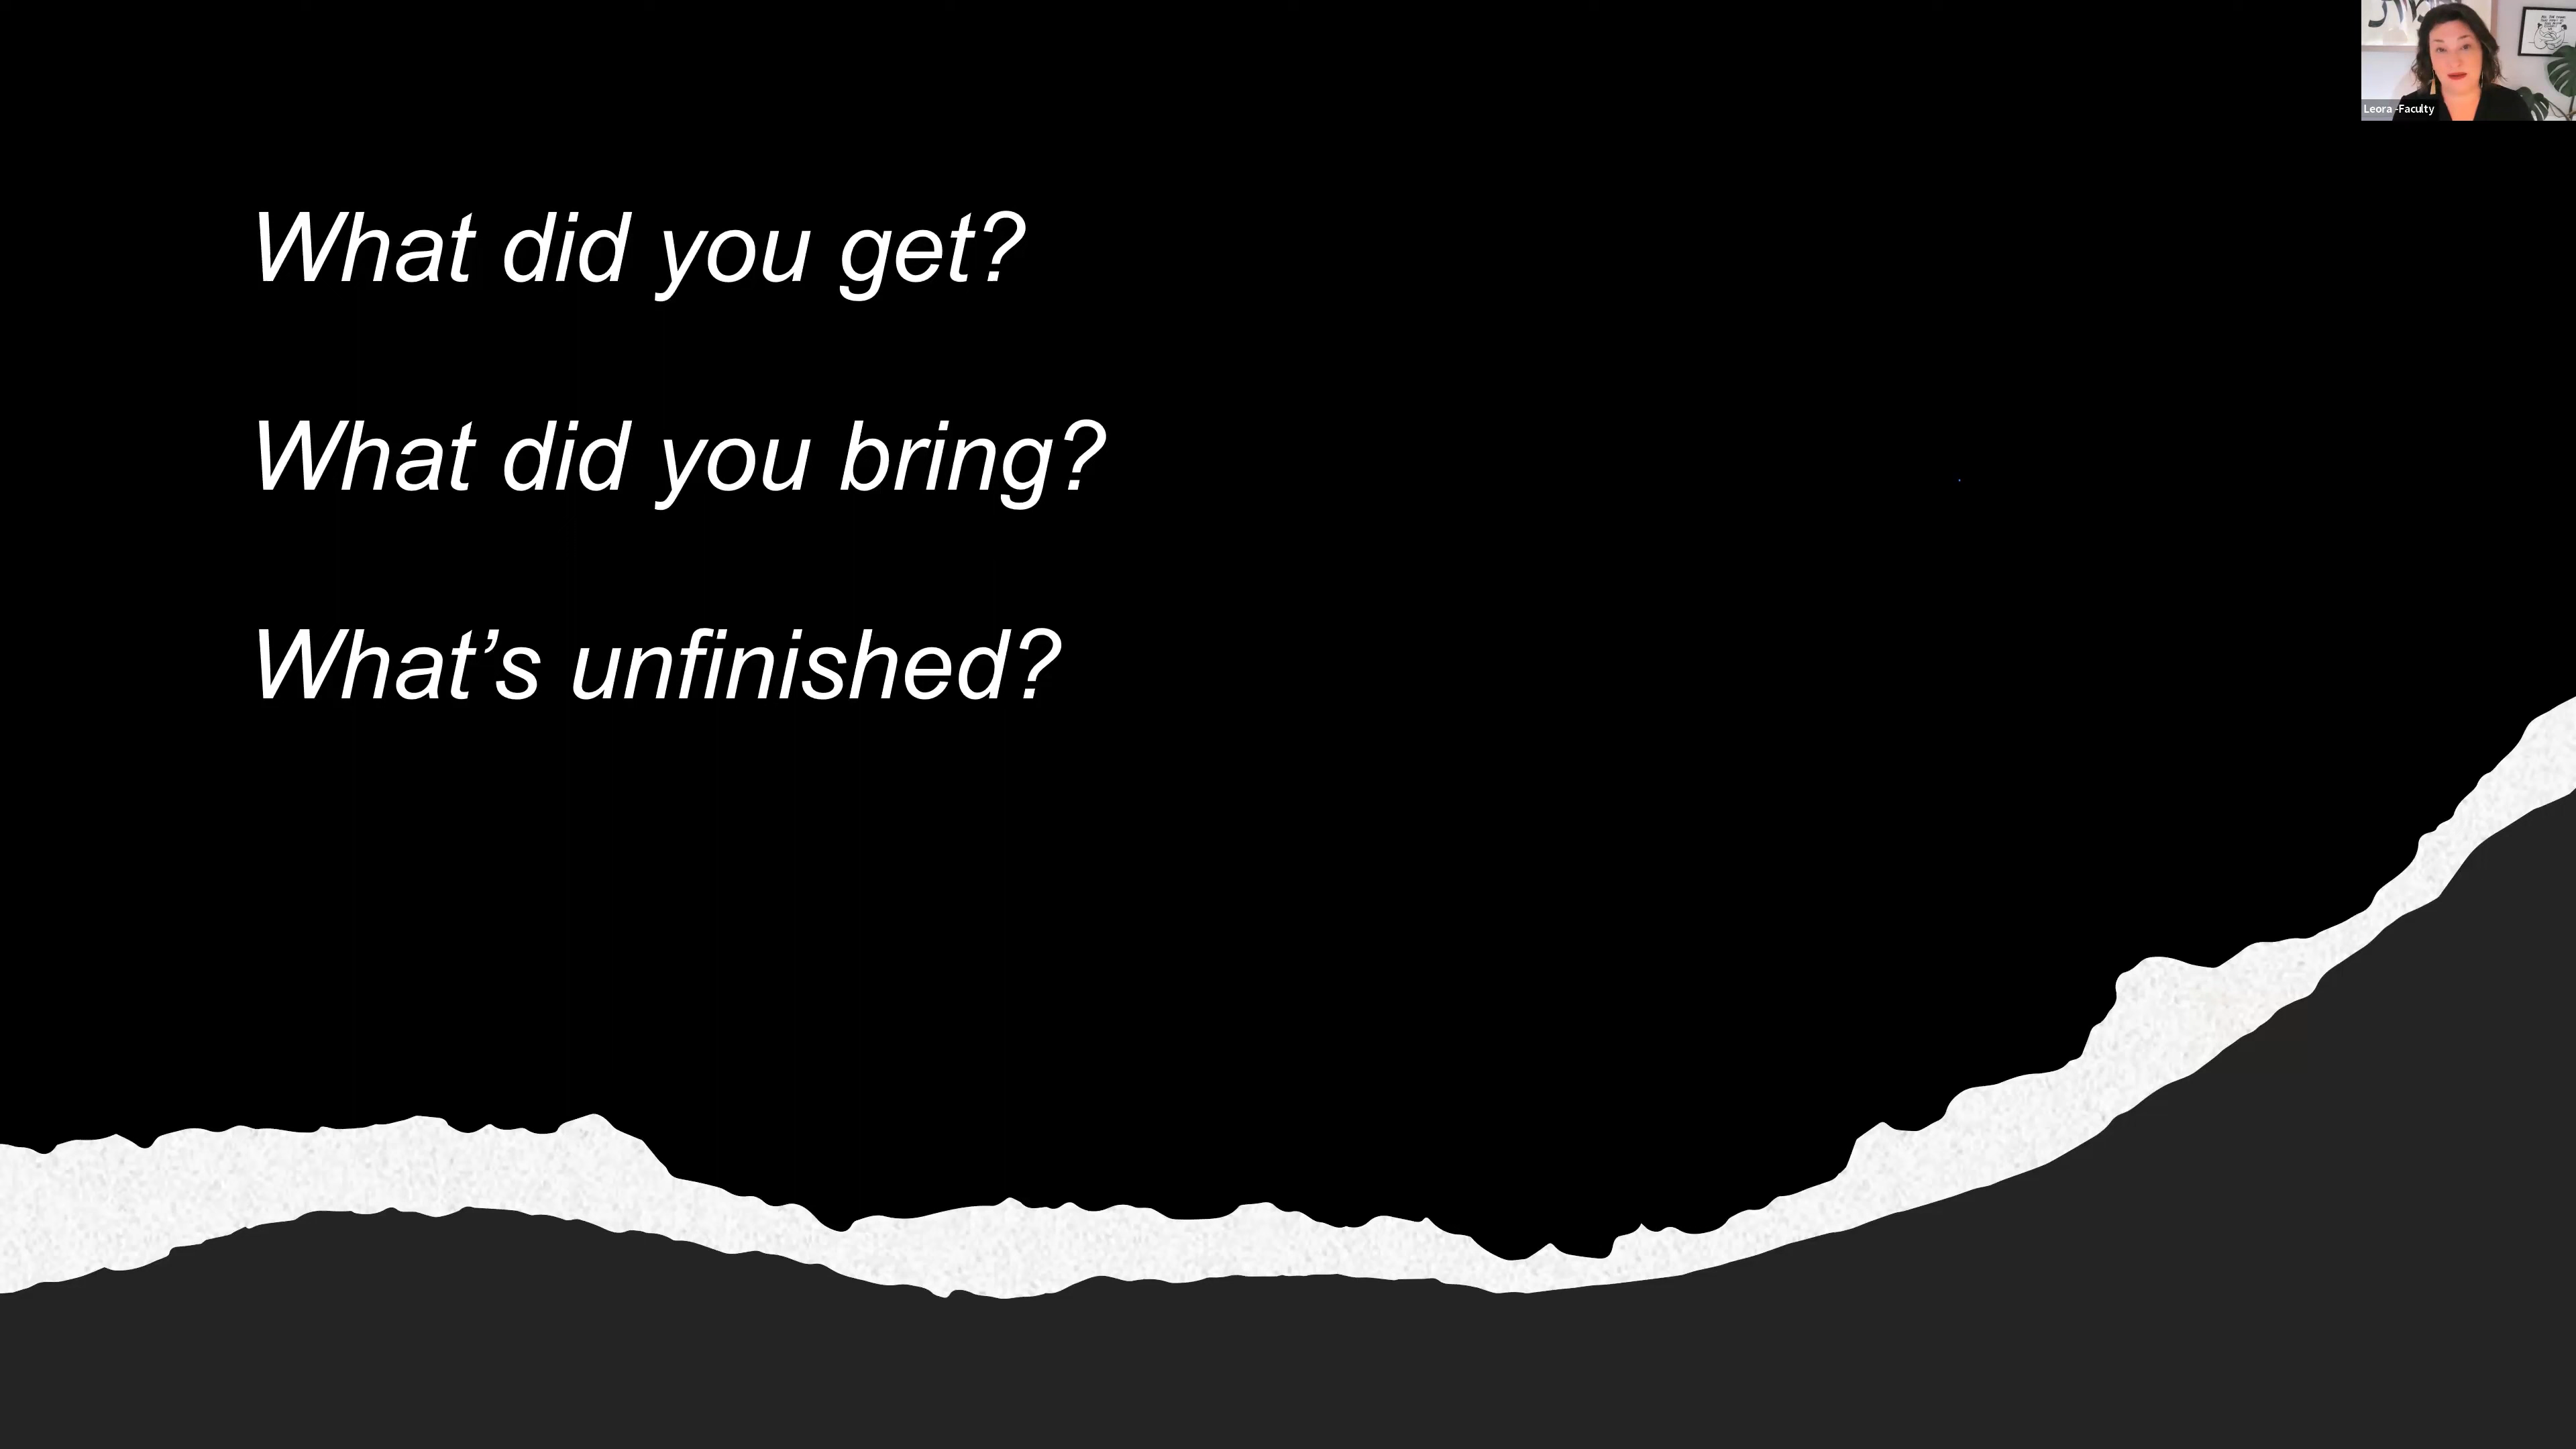 What did you get?
What did you bring?
What’s unfinished?
Leora -Faculty